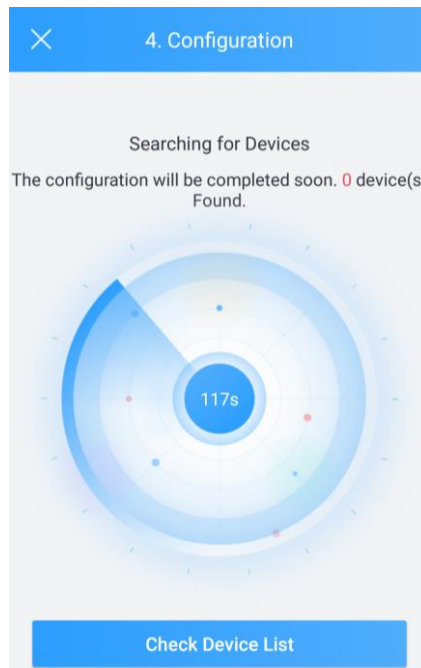 4. Configuration
Searching for Devices
The configuration will be completed soon. 0 device(s
Found.
117s
Check Device List